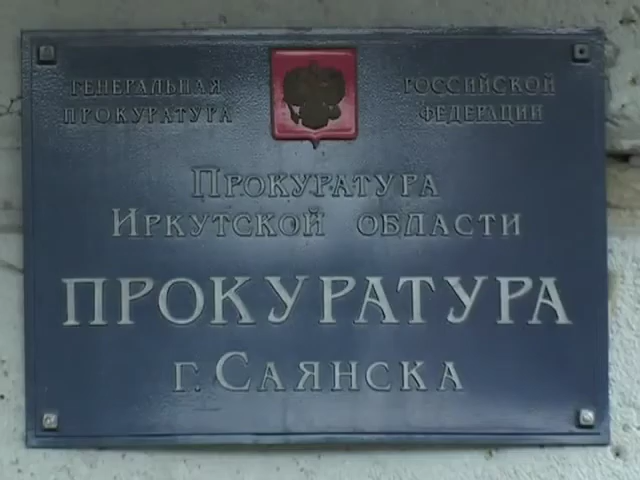 ГЕНЕРАЛЬНАЯ ПРОКУРАТУРА
РОССИЙСКОЙ ФЕДЕРАЦИИ
ПРОКУРАТУРА
ИРКУТСКОЙ ОБЛАСТИ
ПРОКУРАТУРА
г. САЯНСКА